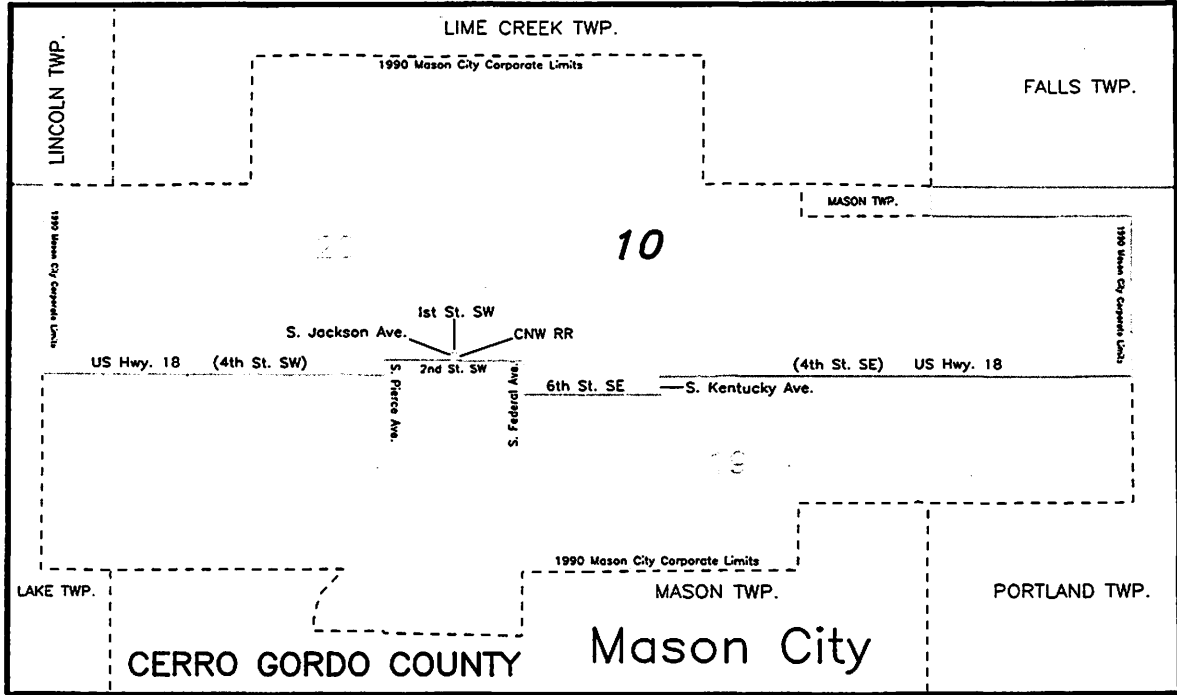 LIME CREEK TWP.
1990 Mason City Corporate Limits
LINCOLN TWP.
FALLS TWP.
MASON TWP.
1990 Mason City Corporate Limits
20
10
1990 Mason City Corporate Limits
1st St. SW
S. Jackson Ave.
CNW RR
US Hwy. 18 (4th St. SW)
2nd St. SW
(4th St. SE) US Hwy. 18
S. Pierce Ave.
S. Federal Ave.
6th St. SE
S. Kentucky Ave.
19
1990 Mason City Corporate Limits
LAKE TWP.
MASON TWP.
PORTLAND TWP.
CERRO GORDO COUNTY
Mason City